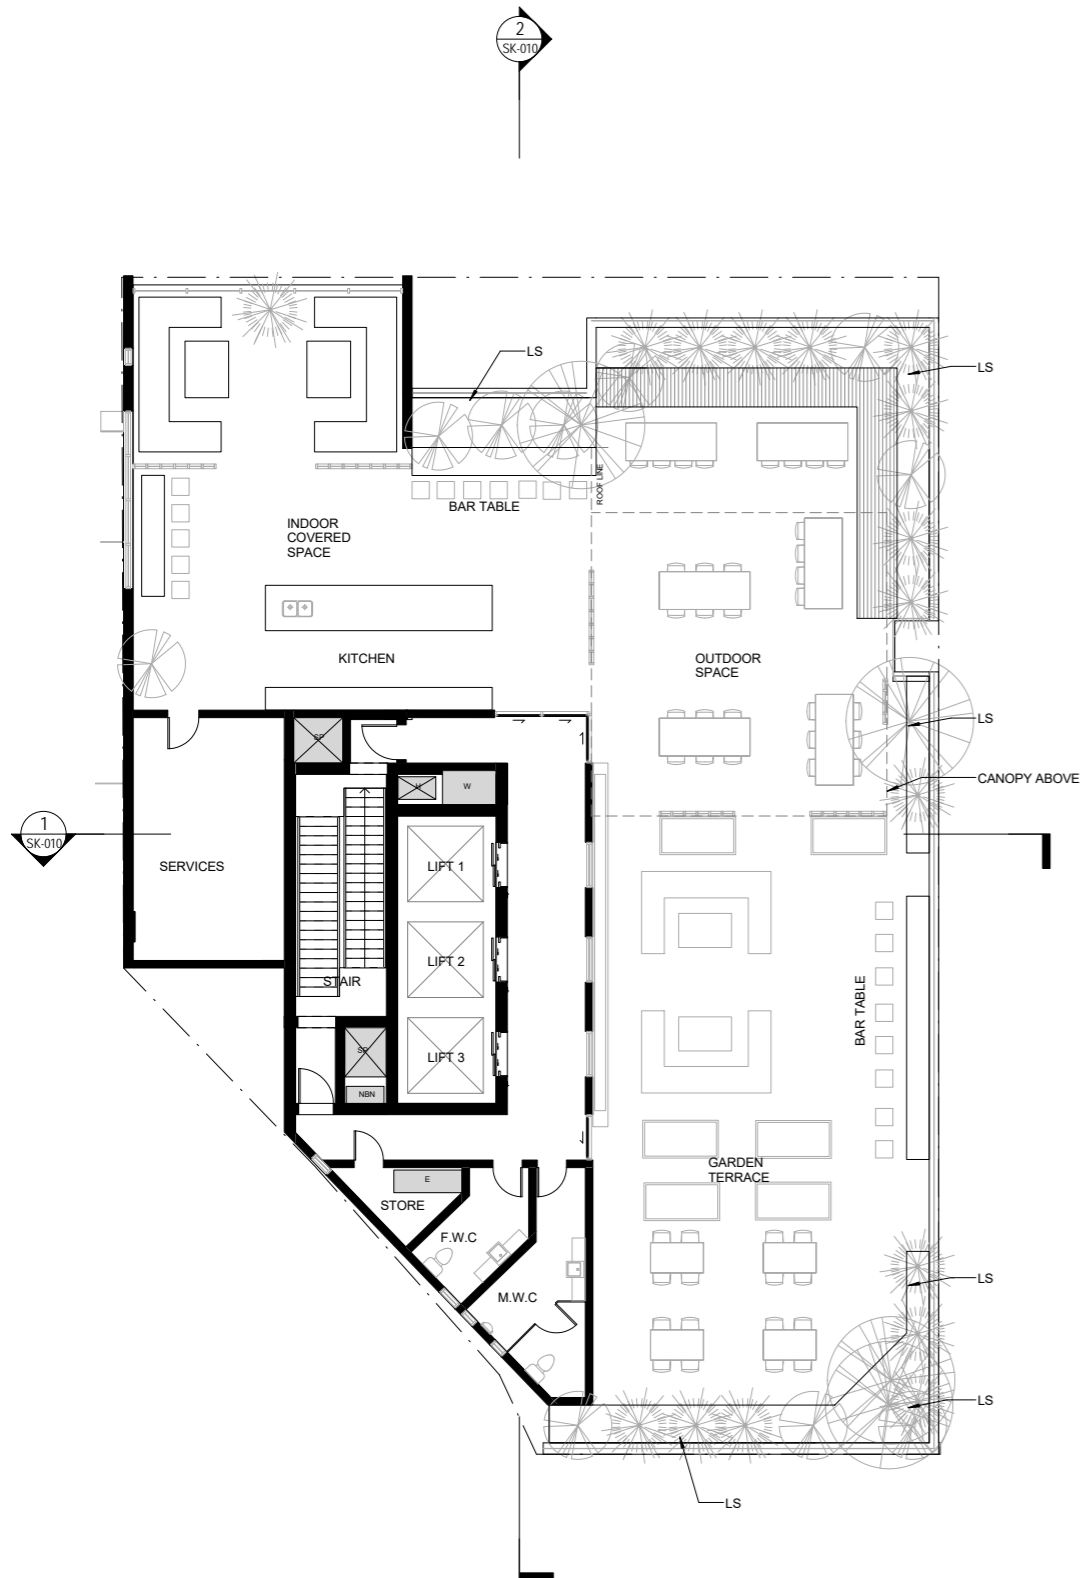 2
SK-010
LS
LS
ROOF LINE
BAR TABLE
INDOOR
COVERED
SPACE
KITCHEN
OUTDOOR
SPACE
LS
SP
CANOPY ABOVE
H
W
1
SK-010
SERVICES
LIFT 1
LIFT 2
STAIR
BAR TABLE
SP
LIFT 3
NBN
GARDEN
TERRACE
E
STORE
F.W.C
M.W.C
LS
LS
LS